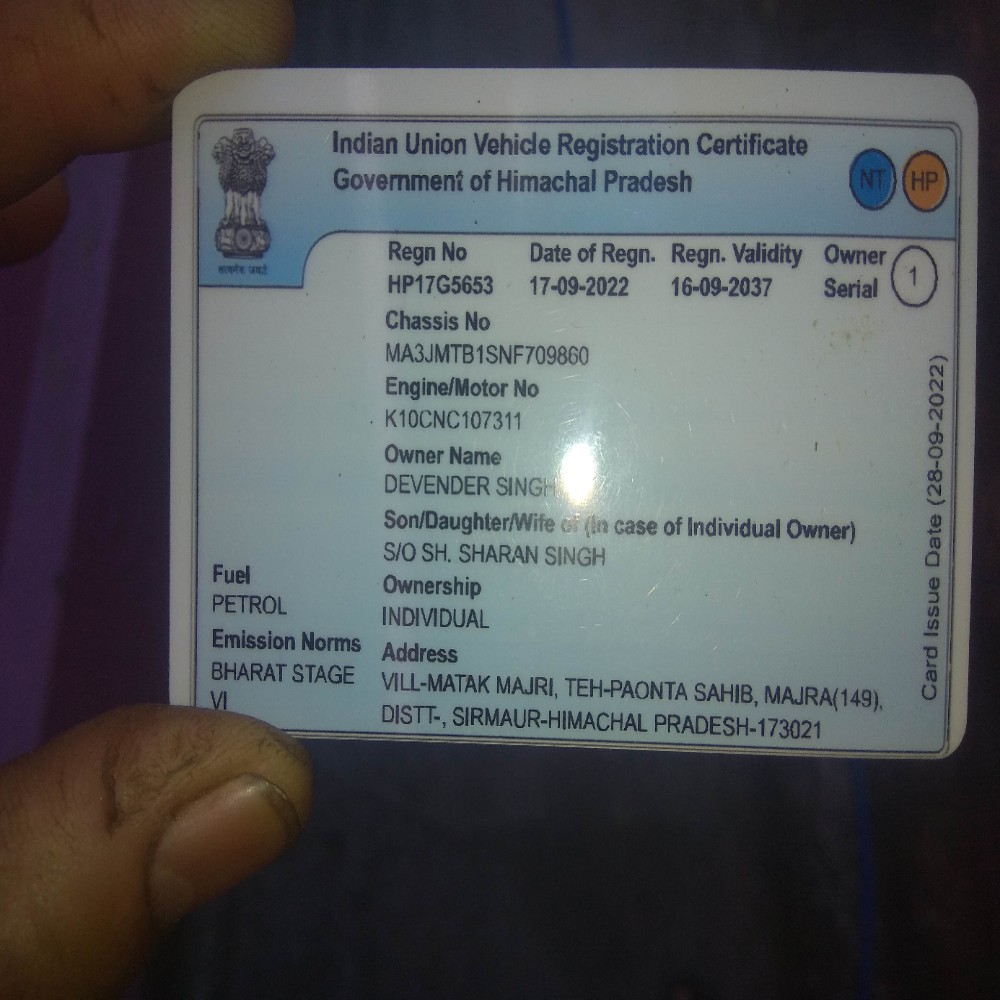 Indian Union Vehicle Registration Certificate
Government of Himachal Pradesh
NT HP
सत्यमेव जयते
Regn No Date of Regn. Regn. Validity Owner Serial 1
HP17G5653 17-09-2022 16-09-2037
Chassis No
MA3JMTB1SNF709860
Engine/Motor No
K10CNC107311
Owner Name
DEVENDER SINGH
Son/Daughter/Wife of (In case of Individual Owner)
S/O SH. SHARAN SINGH
Fuel
PETROL
Emission Norms
BHARAT STAGE
VI
Ownership
INDIVIDUAL
Address
VILL-MATAK MAJRI, TEH-PAONTA SAHIB, MAJRA(149),
DISTT-, SIRMAUR-HIMACHAL PRADESH-173021
Card Issue Date (28-09-2022)